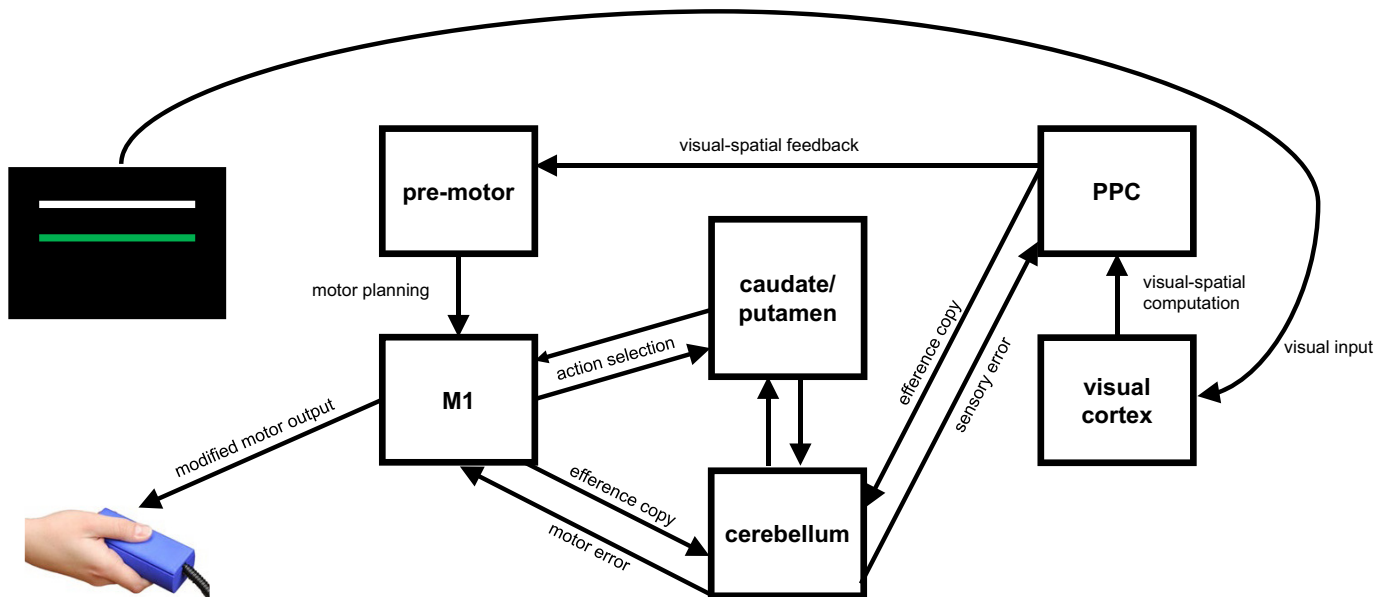 visual-spatial feedback
pre-motor
PPC
motor planning
caudate/
putamen
visual-spatial
computation
visual input
action selection
efference copy
sensory error
M1
visual
cortex
modified motor output
efference copy
motor error
cerebellum